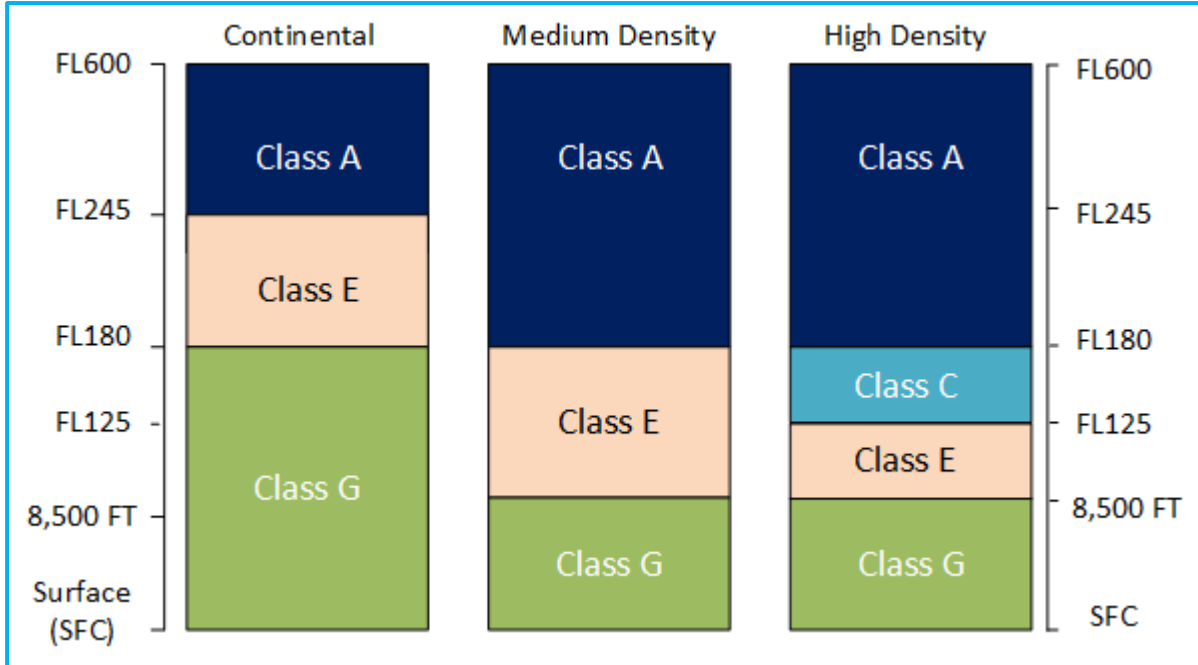 Continental
Medium Density
High Density
FL600
FL245
FL180
FL125
8,500 FT
Surface
(SFC)
Class A
Class E
Class G
Class A
Class E
Class G
Class A
Class C
Class E
Class G
FL600
FL245
FL180
FL125
8,500 FT
SFC